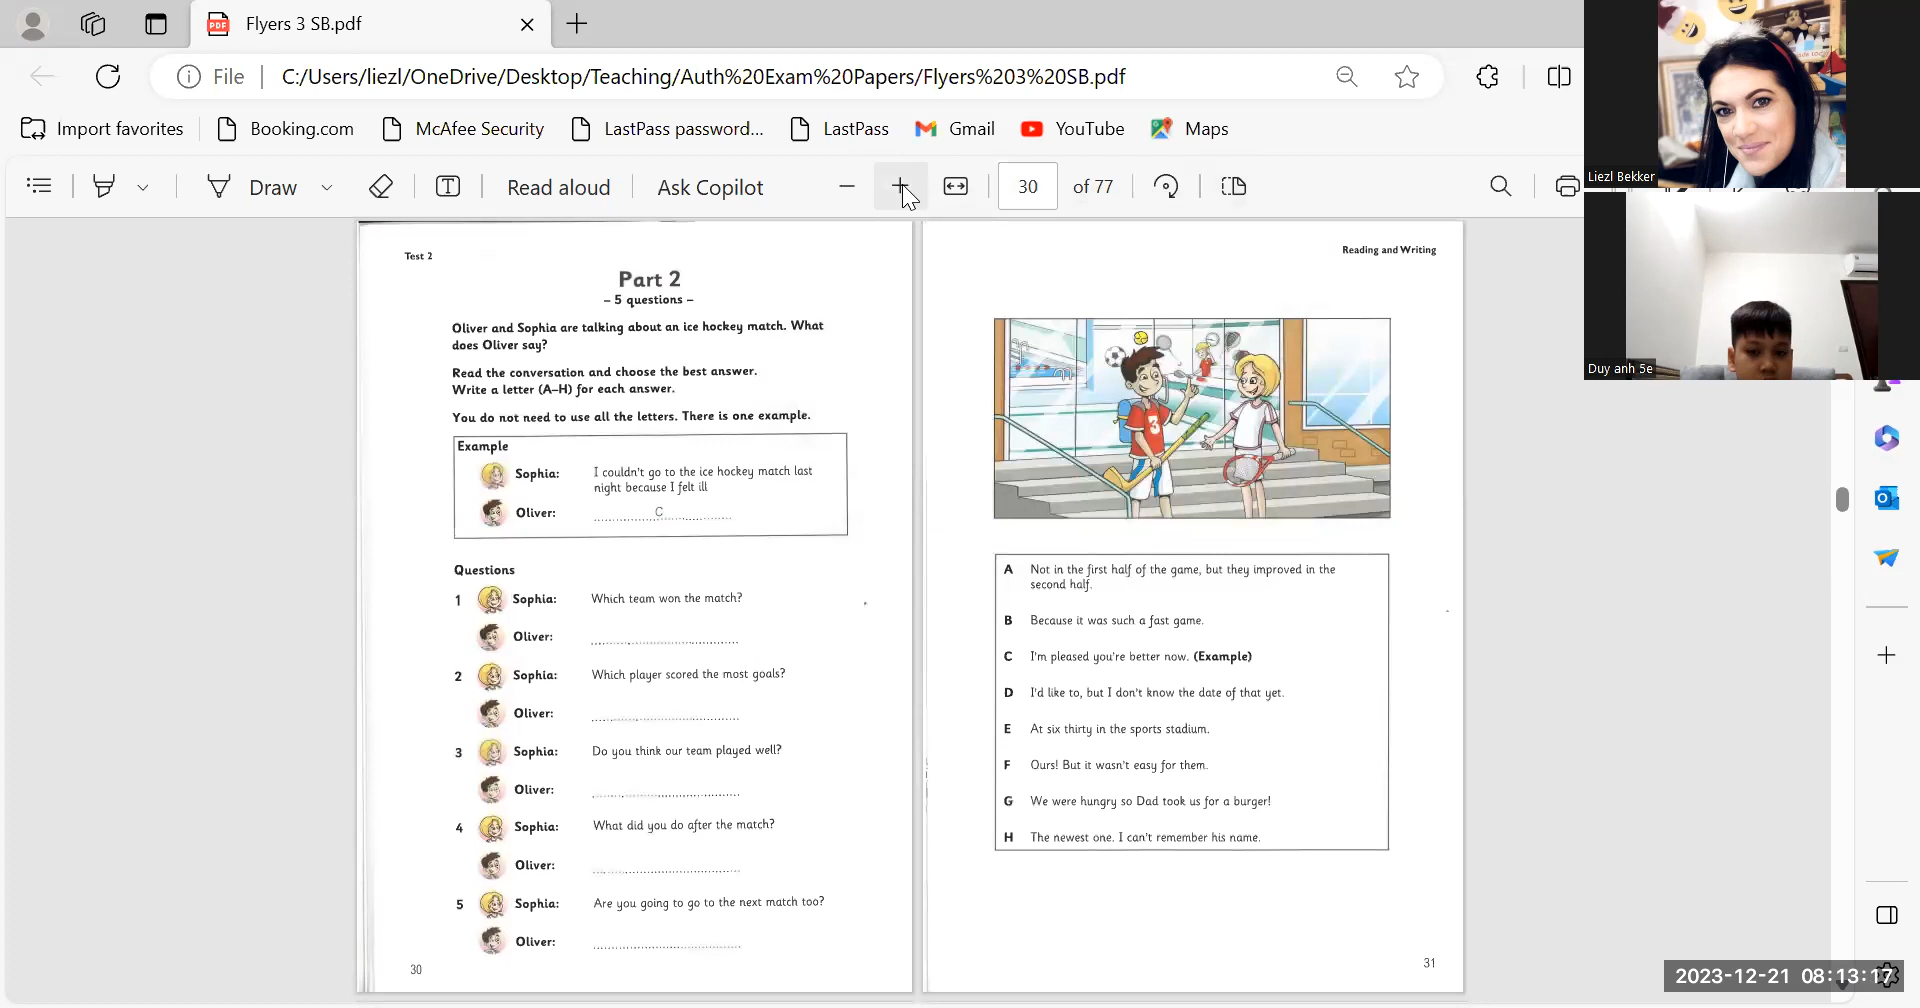 Flyers 3 SB.pdf
File
C:/Users/liezl/OneDrive/Desktop/Teaching/Auth%20Exam%20Papers/Flyers%203%20SB.pdf
Import favorites
Booking.com
McAfee Security
LastPass password...
LastPass
Gmail
YouTube
Maps
Draw
Read aloud
Ask Copilot
30
of 77
Liezl Bekker
Duy anh 5e
Test 2
Part 2
– 5 questions –
Oliver and Sophia are talking about an ice hockey match. What
does Oliver say?
Read the conversation and choose the best answer.
Write a letter (A–H) for each answer.
You do not need to use all the letters. There is one example.
Example
Sophia: I couldn't go to the ice hockey match last
night because I felt ill
Oliver: C
Questions
1 Sophia: Which team won the match?
Oliver:
2 Sophia: Which player scored the most goals?
Oliver:
3 Sophia: Do you think our team played well?
Oliver:
4 Sophia: What did you do after the match?
Oliver:
5 Sophia: Are you going to go to the next match too?
Oliver:
30
Reading and Writing
3
A Not in the first half of the game, but they improved in the
second half.
B Because it was such a fast game.
C I'm pleased you're better now. (Example)
D I'd like to, but I don't know the date of that yet.
E At six thirty in the sports stadium.
F Ours! But it wasn't easy for them.
G We were hungry so Dad took us for a burger!
H The newest one. I can't remember his name.
31
2023-12-21 08:13:17